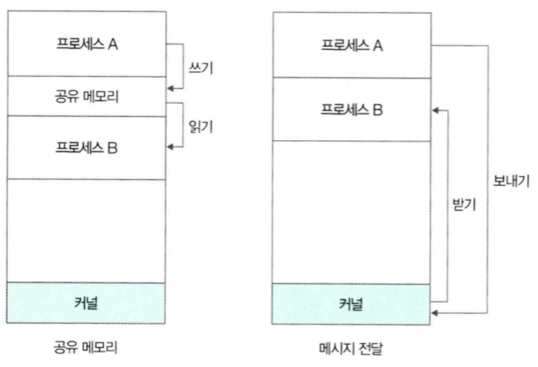 프로세스 A
쓰기
공유 메모리
읽기
프로세스 B
커널
공유 메모리
프로세스 A
프로세스 B
보내기
받기
커널
메시지 전달